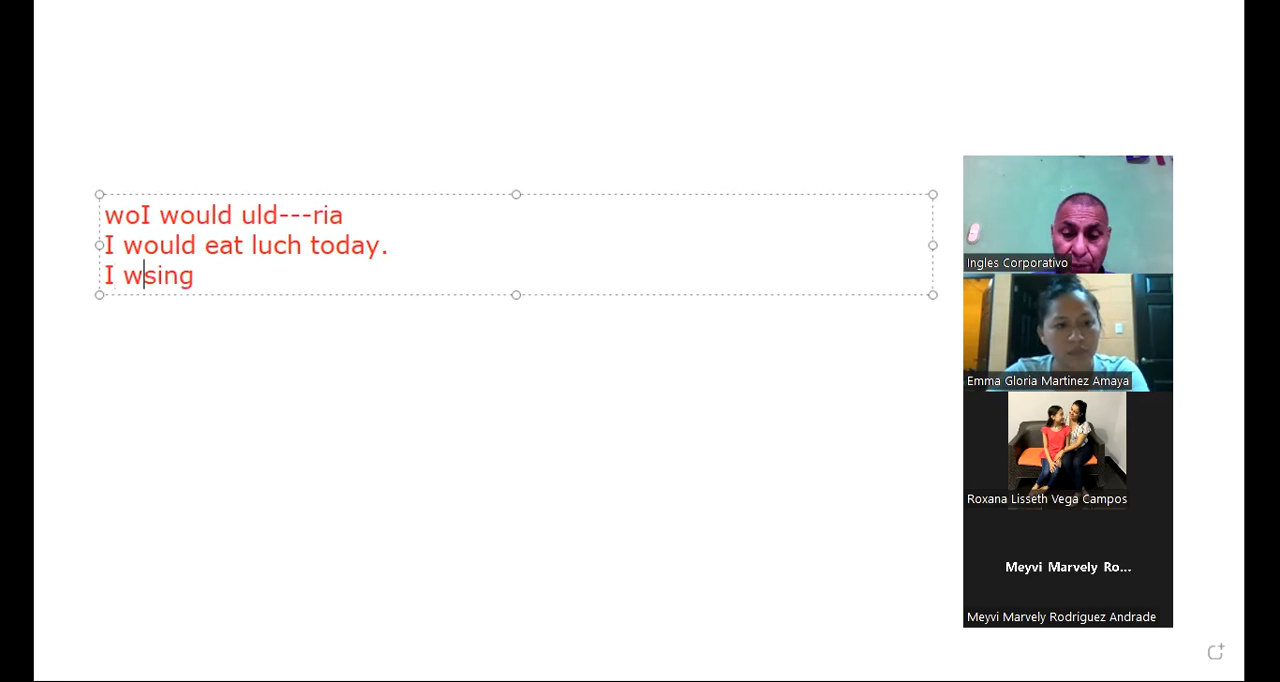 woI would uld---ria
I would eat luch today.
I wsing
Ingles Corporativo
Emma Gloria Martinez Amaya
Roxana Lisseth Vega Campos
Meyvi Marvely Ro...
Meyvi Marvely Rodriguez Andrade